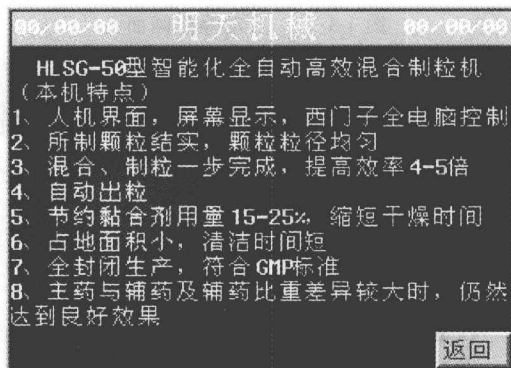 00/00/00 明天机械 00/00/00
HLSG-50型智能化全自动高效混合制粒机
（本机特点）
1、人机界面，屏幕显示，西门子全电脑控制
2、所制颗粒结实，颗粒粒径均匀
3、混合、制粒一步完成，提高效率4-5倍
4、自动出粒
5、节约黏合剂用量15-25%，缩短干燥时间
6、占地面积小，清洁时间短
7、全封闭生产，符合GMP标准
8、主药与辅药及辅药比重差异较大时，仍然
达到良好效果
返回